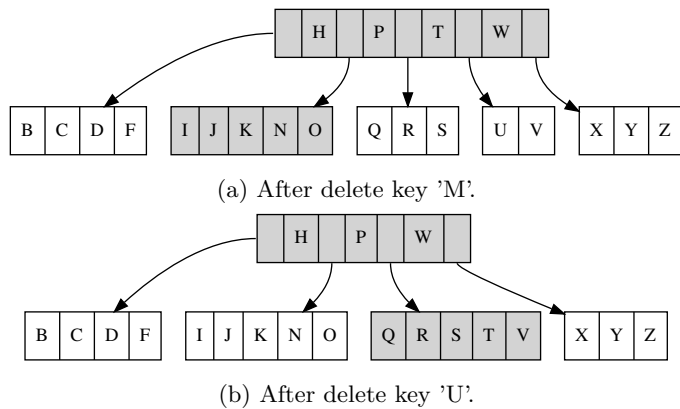 H P T W
B C D F I J K N O Q R S U V X Y Z
(a) After delete key ’M’.
H P W
B C D F I J K N O Q R S T V X Y Z
(b) After delete key ’U’.